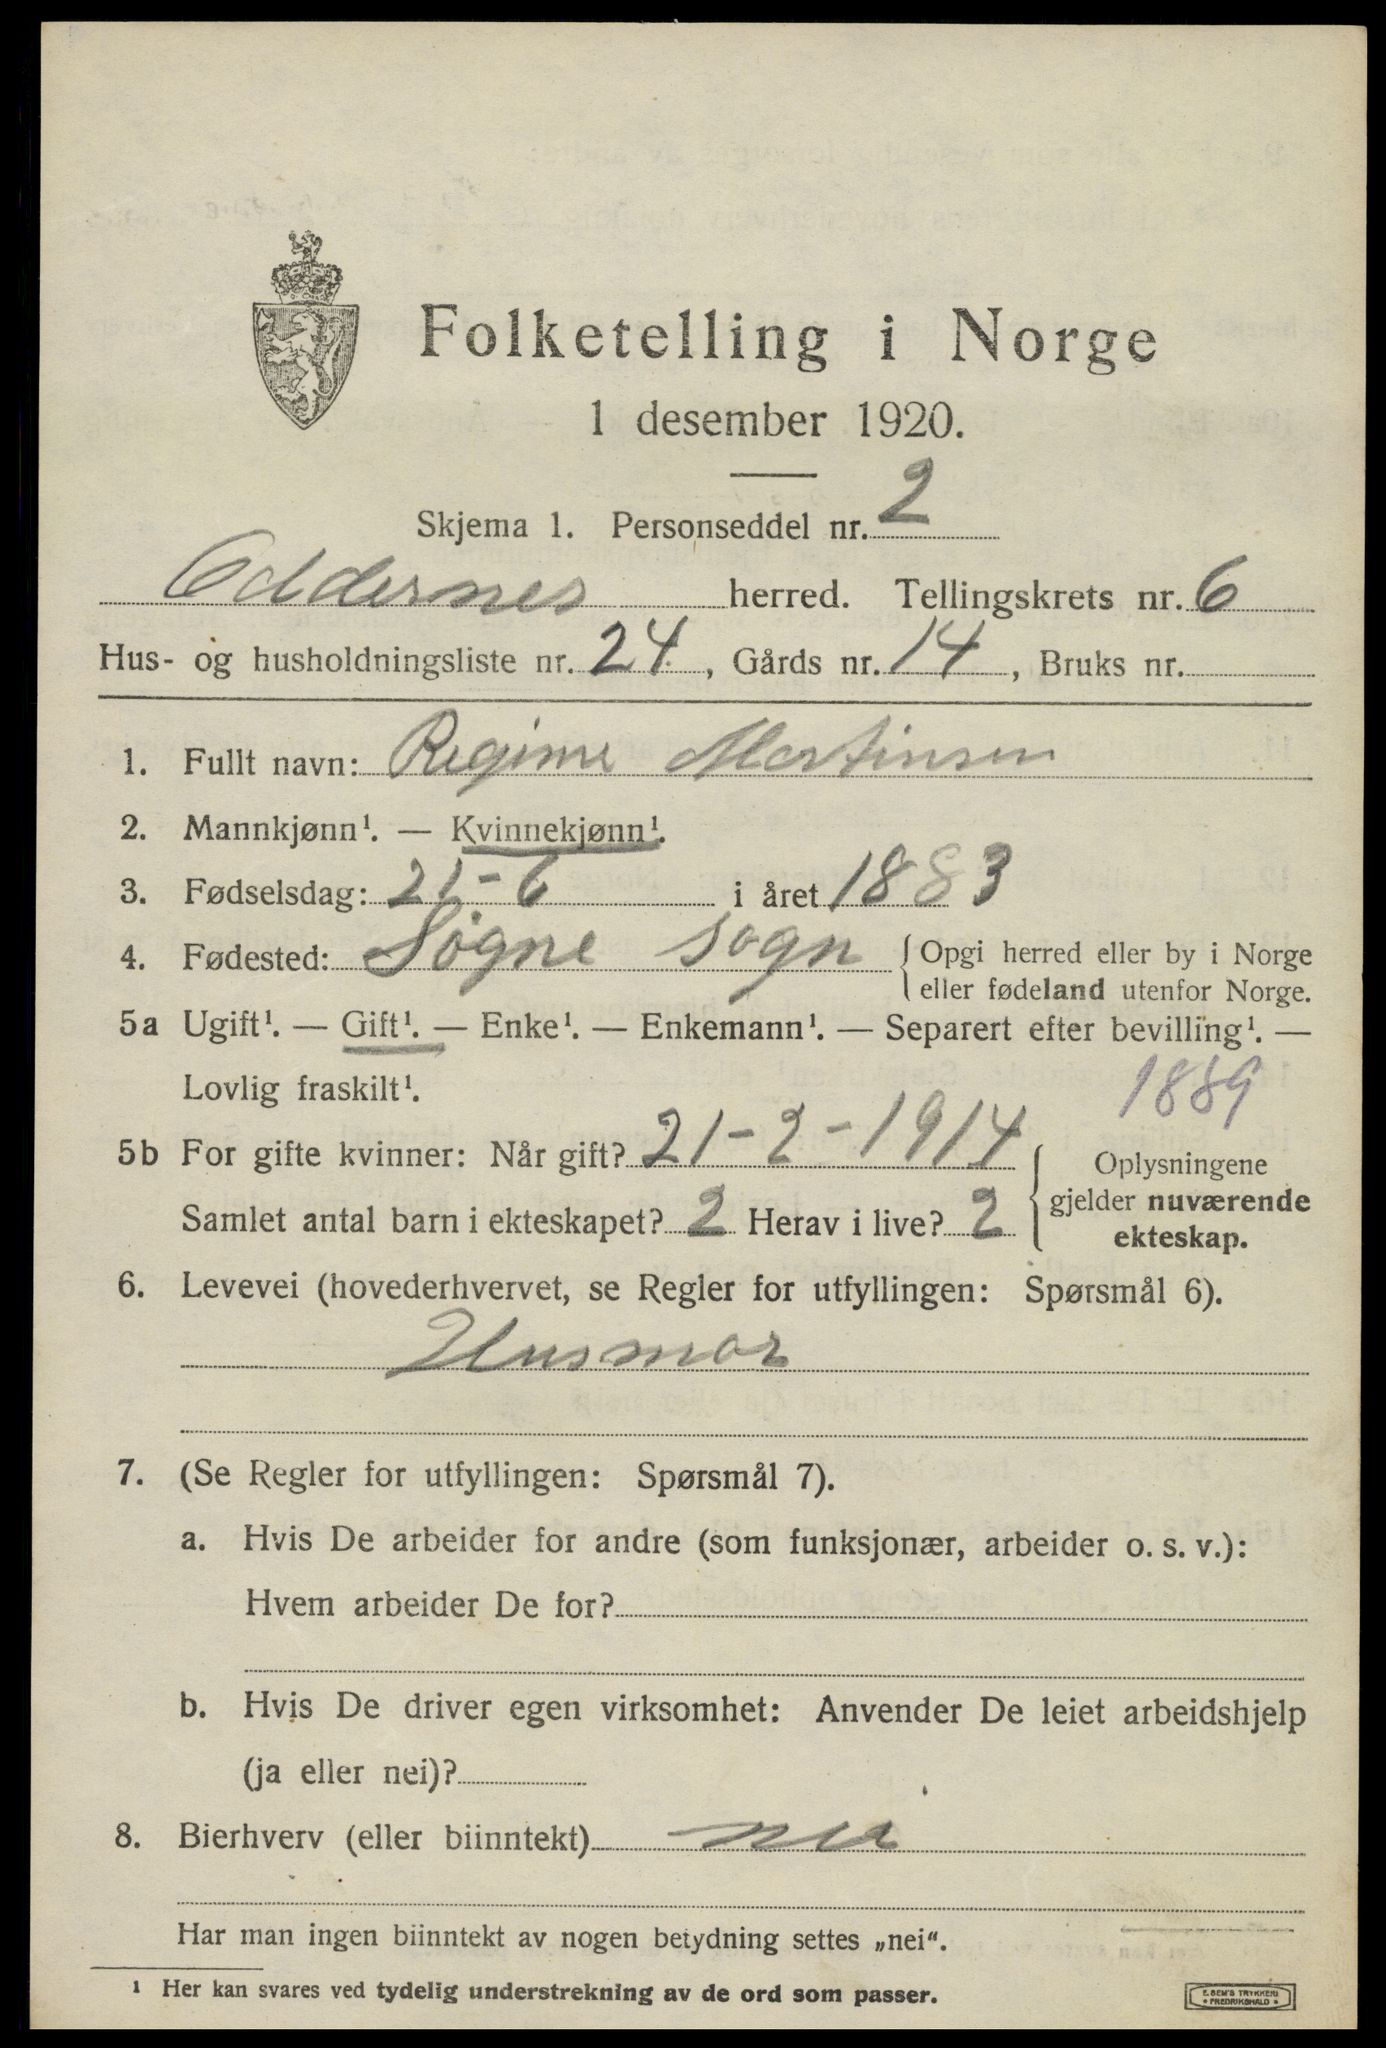 Folketelling i Norge
1 desember 1920.
Skjema 1. Personseddel nr. 2
Oddernes herred. Tellingskrets nr. 6
Hus- og husholdningsliste nr. 24, Gårds nr. 14, Bruks nr.
1. Fullt navn: Regine Martinsen
2. Mannkjønn¹. — Kvinnekjønn¹.
3. Fødselsdag: 21-6 i året 1883
4. Fødested: Søgne sogn { Opgi herred eller by i Norge
eller fødeland utenfor Norge.
5a Ugift¹. — Gift¹. — Enke¹. — Enkemann¹. — Separert efter bevilling¹. —
Lovlig fraskilt¹. 1889
5b For gifte kvinner: Når gift? 21-2-1914 { Oplysningene
gjelder nuværende
ekteskap.
Samlet antal barn i ekteskapet? 2 Herav i live? 2
6. Levevei (hovederhvervet, se Regler for utfyllingen: Spørsmål 6).
Husmor
7. (Se Regler for utfyllingen: Spørsmål 7).
a. Hvis De arbeider for andre (som funksjonær, arbeider o. s. v.):
Hvem arbeider De for?
b. Hvis De driver egen virksomhet: Anvender De leiet arbeidshjelp
(ja eller nei)?
8. Bierhverv (eller biinntekt) nei
Har man ingen biinntekt av nogen betydning settes „nei“.
¹ Her kan svares ved tydelig understrekning av de ord som passer.
E. SEM'S TRYKKERI
• FREDRIKSHALD •